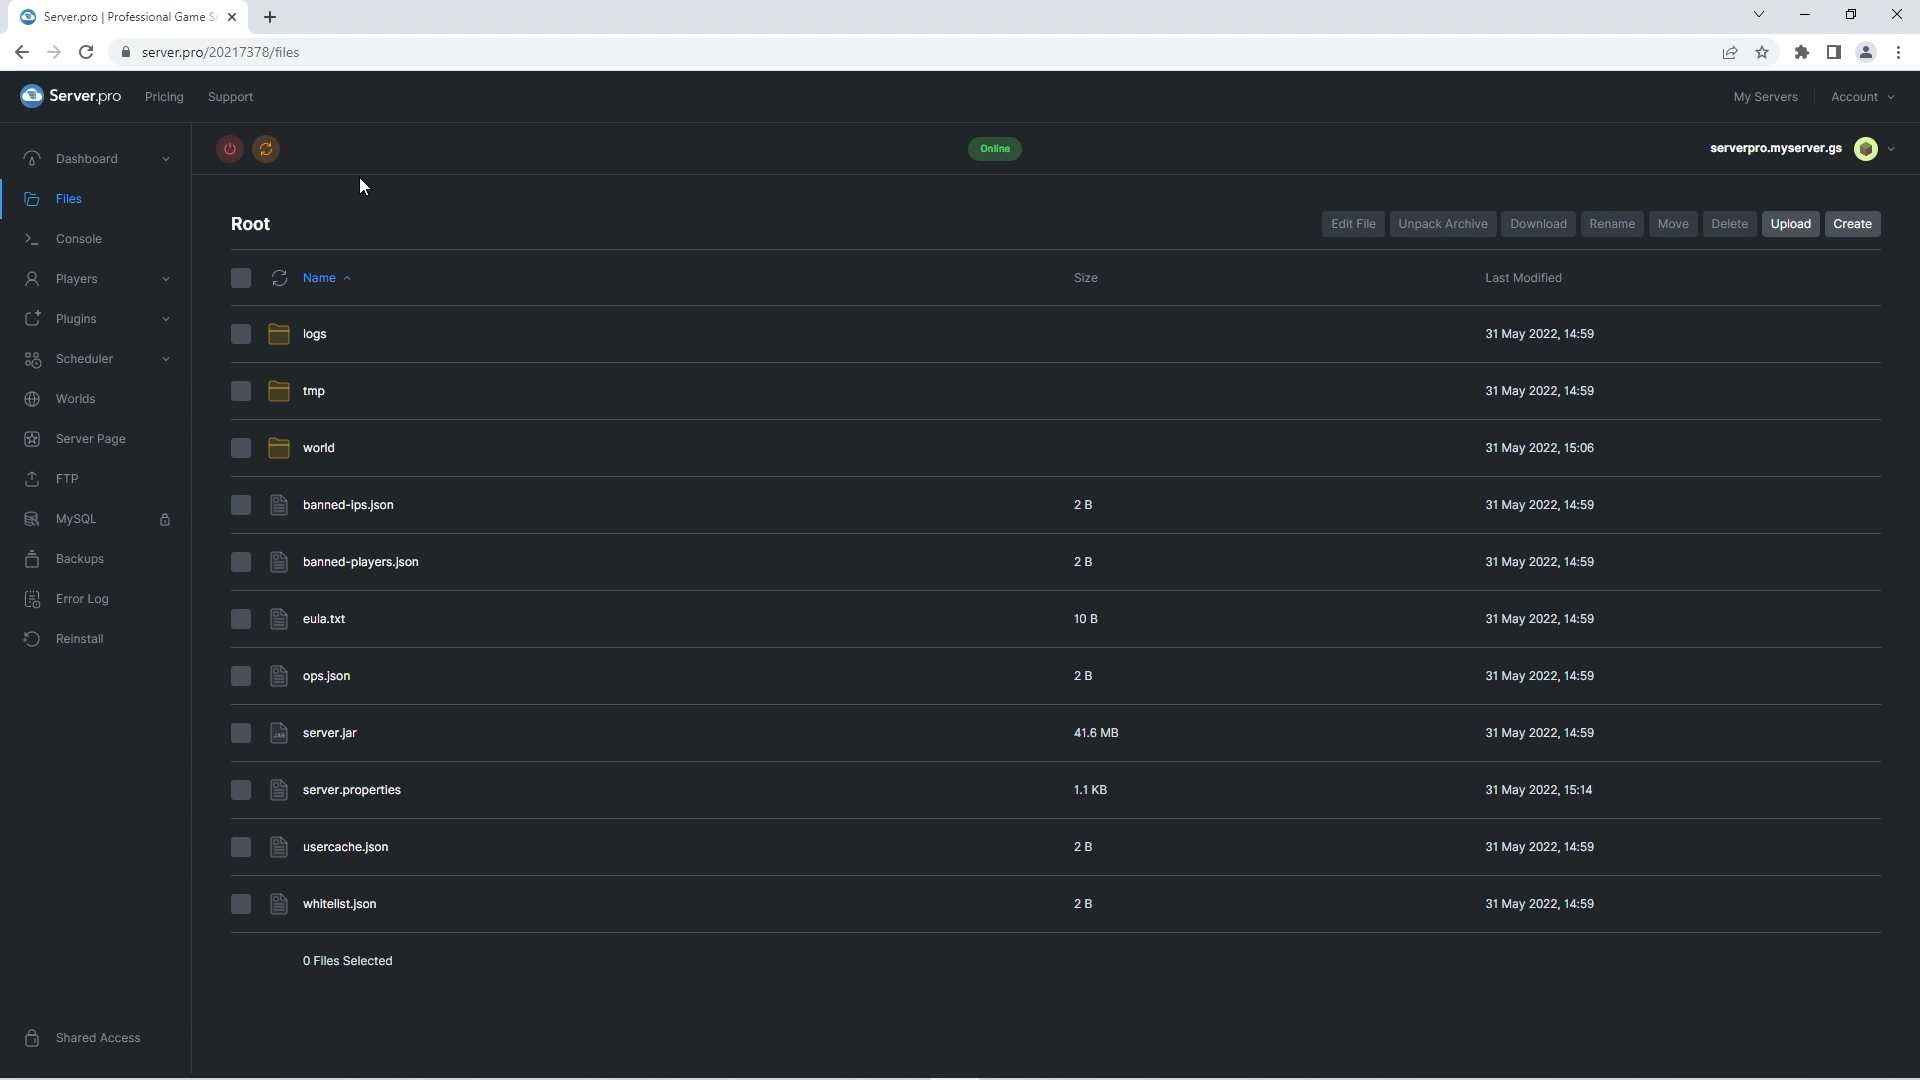 Server.pro | Professional Game Se
server.pro/20217378/files
Server.pro Pricing Support My Servers Account
Online serverpro.myserver.gs
Dashboard
Files
Console
Players
Plugins
Scheduler
Worlds
Server Page
FTP
MySQL
Backups
Error Log
Reinstall
Shared Access
Root Edit File Unpack Archive Download Rename Move Delete Upload Create
Name Size Last Modified
logs 31 May 2022, 14:59
tmp 31 May 2022, 14:59
world 31 May 2022, 15:06
banned-ips.json 2 B 31 May 2022, 14:59
banned-players.json 2 B 31 May 2022, 14:59
eula.txt 10 B 31 May 2022, 14:59
ops.json 2 B 31 May 2022, 14:59
server.jar 41.6 MB 31 May 2022, 14:59
server.properties 1.1 KB 31 May 2022, 15:14
usercache.json 2 B 31 May 2022, 14:59
whitelist.json 2 B 31 May 2022, 14:59
0 Files Selected